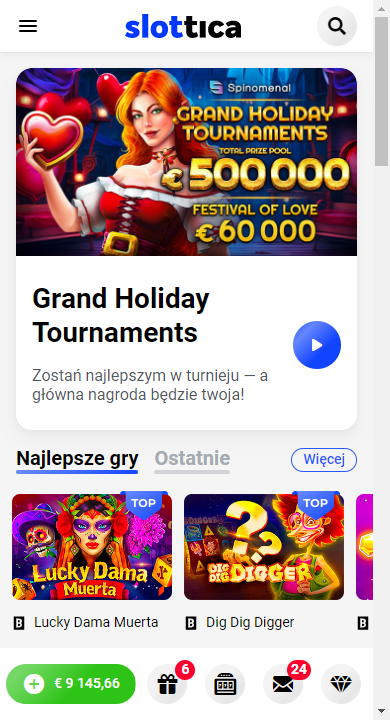 slottica
Spinomenal
GRAND HOLIDAY
TOURNAMENTS
TOTAL PRIZE POOL
€ 500 000
FESTIVAL OF LOVE
€ 60 000
Grand Holiday
Tournaments
Zostań najlepszym w turnieju — a
główna nagroda będzie twoja!
Najlepsze gry Ostatnie Więcej
TOP TOP
Lucky Dama
Muerta
DIG DIG DIGGER
B Lucky Dama Muerta B Dig Dig Digger B
€ 9 145,66 6 24